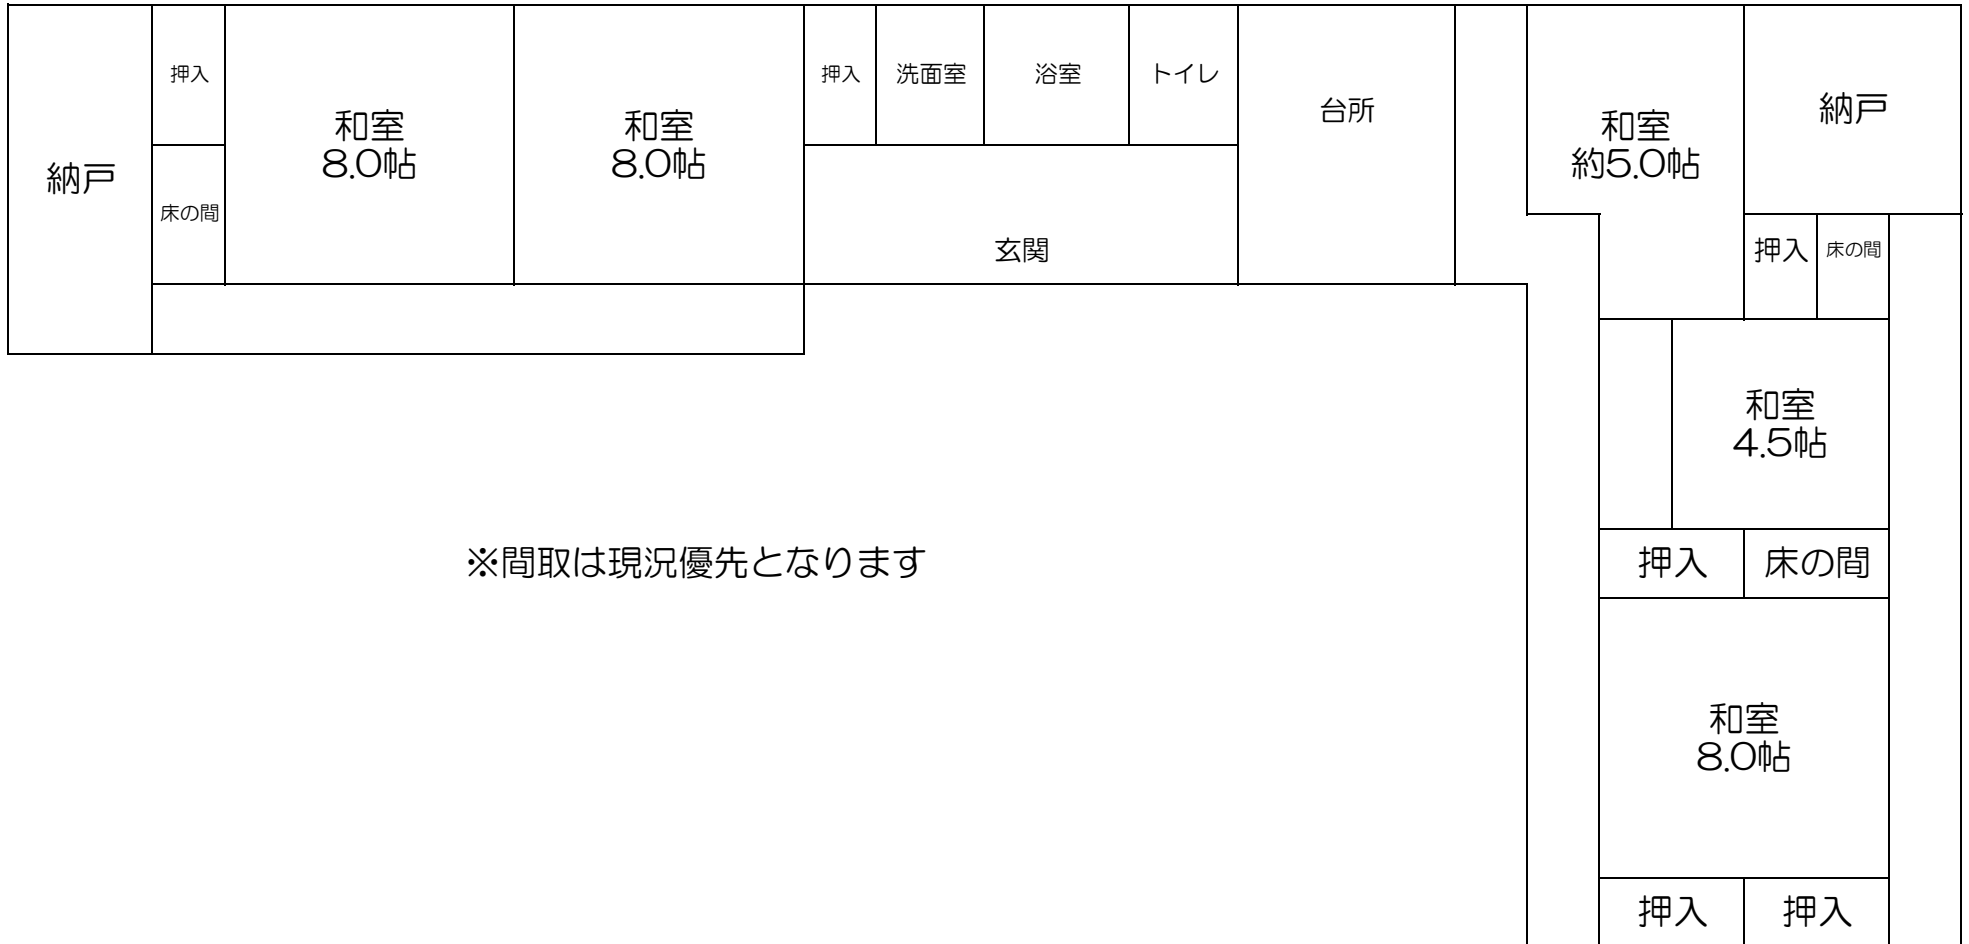 押入
押入
洗面室
浴室
トイレ
台所
納戸
和室
8.0帖
和室
8.0帖
和室
約5.0帖
納戸
床の間
玄関
押入
床の間
和室
4.5帖
※間取は現況優先となります
押入
床の間
和室
8.0帖
押入
押入